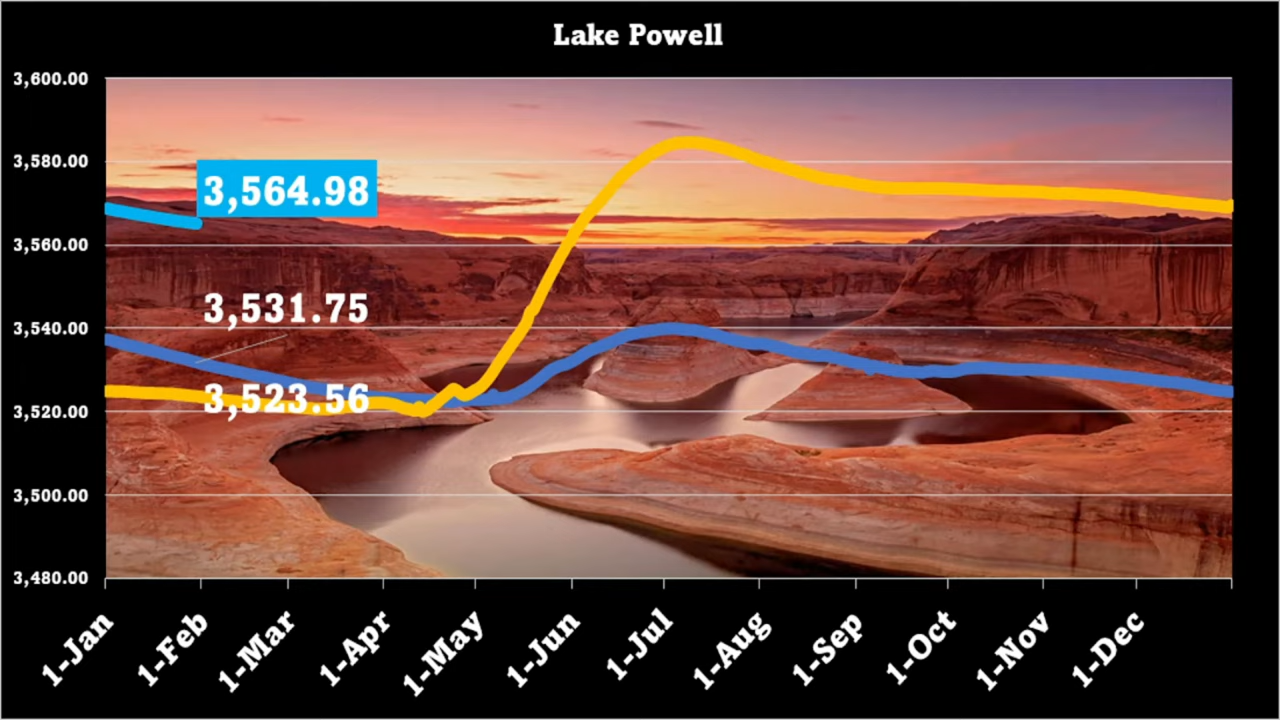 Lake Powell
3,600.00
3,580.00
3,564.98
3,560.00
3,531.75
3,540.00
3,523.56
3,520.00
3,500.00
3,480.00
1-Jan
1-Feb
1-Mar
1-Apr
1-May
1-Jun
1-Jul
1-Aug
1-Sep
1-Oct
1-Nov
1-Dec